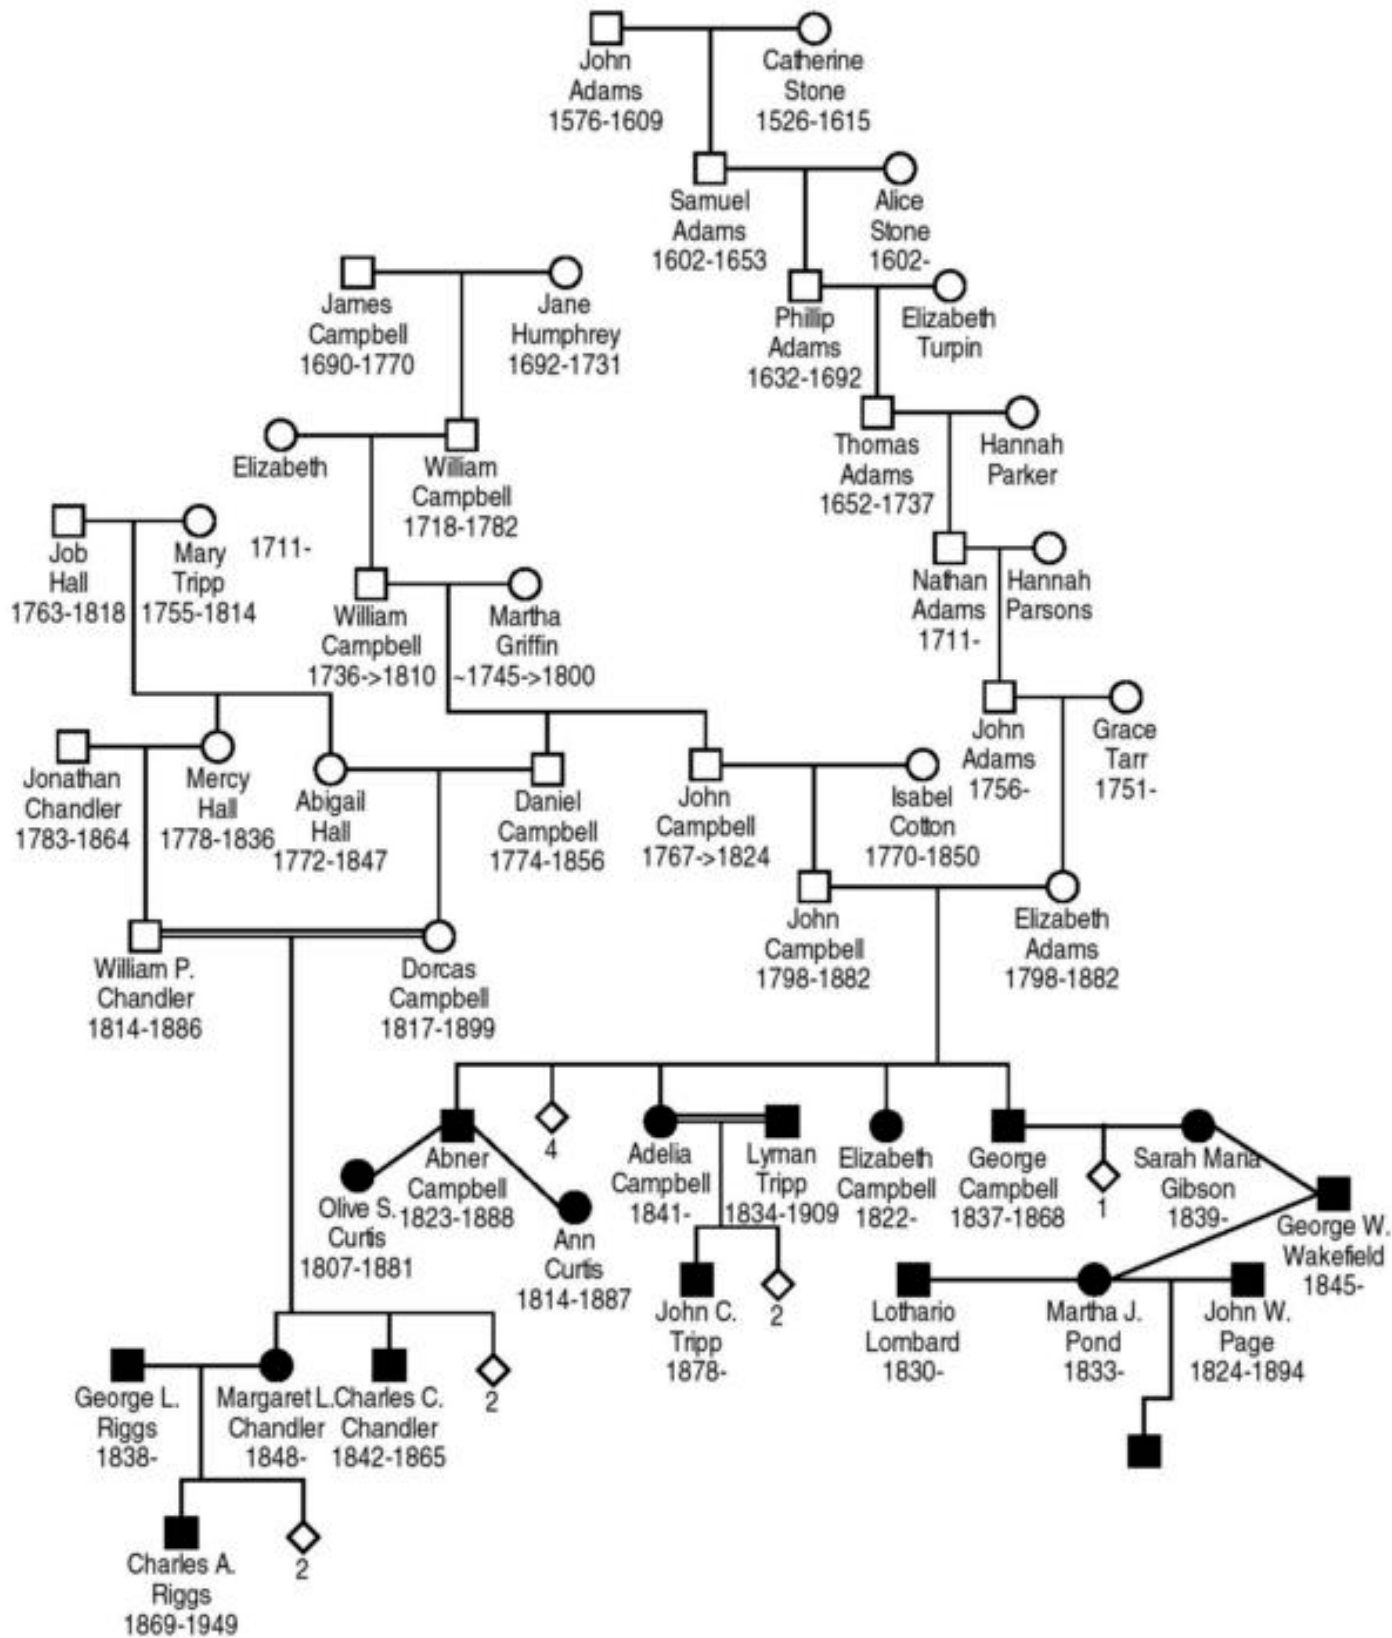 John
Adams
1576-1609
Catherine
Stone
1526-1615
Samuel
Adams
1602-1653
Alice
Stone
1602-
James
Campbell
1690-1770
Jane
Humphrey
1692-1731
Phillip
Adams
1632-1692
Elizabeth
Turpin
Elizabeth
1711-
William
Campbell
1718-1782
Thomas
Adams
1652-1737
Hannah
Parker
Job
Hall
1763-1818
Mary
Tripp
1755-1814
William
Campbell
1736->1810
Martha
Griffin
~1745->1800
Nathan
Adams
1711-
Hannah
Parsons
Jonathan
Chandler
1783-1864
Mercy
Hall
1778-1836
Abigail
Hall
1772-1847
Daniel
Campbell
1774-1856
John
Campbell
1767->1824
Isabel
Cotton
1770-1850
John
Adams
1756-
Grace
Tarr
1751-
William P.
Chandler
1814-1886
Dorcas
Campbell
1817-1899
John
Campbell
1798-1882
Elizabeth
Adams
1798-1882
Olive S.
Curtis
1807-1881
Abner
Campbell
1823-1888
Ann
Curtis
1814-1887
4
Adelia
Campbell
1841-
Lyman
Tripp
1834-1909
Elizabeth
Campbell
1822-
George
Campbell
1837-1868
1
Sarah Maria
Gibson
1839-
George W.
Wakefield
1845-
John C.
Tripp
1878-
2
Lothario
Lombard
1830-
Martha J.
Pond
1833-
John W.
Page
1824-1894
George L.
Riggs
1838-
Margaret L.
Chandler
1848-
Charles C.
Chandler
1842-1865
2
Charles A.
Riggs
1869-1949
2